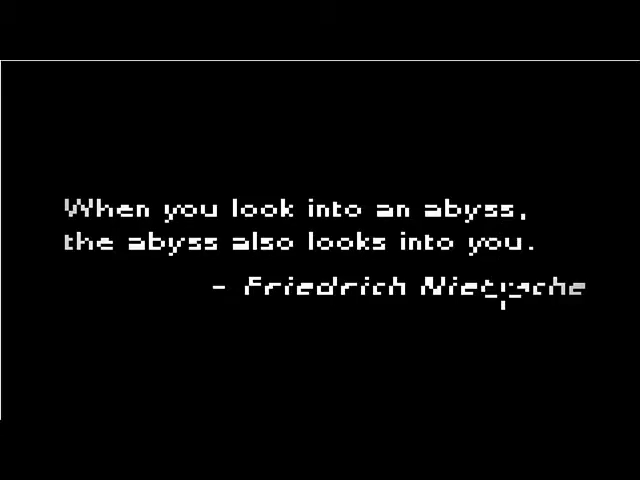 When you look into an abyss,
the abyss also looks into you.
- Friedrich Nietzsche